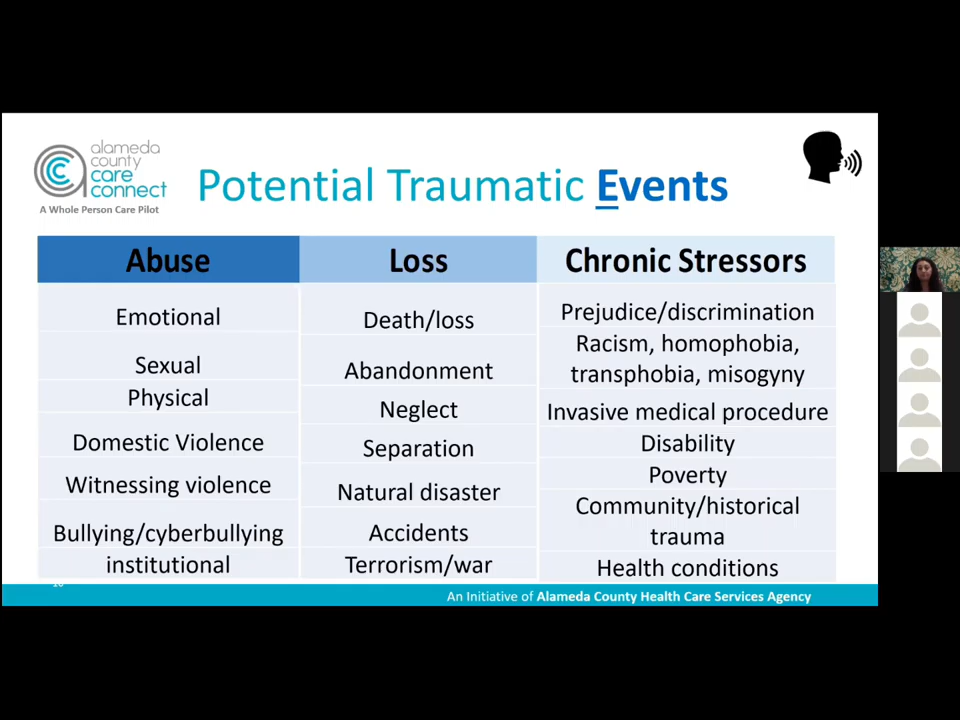 alameda
county
care
connect
A Whole Person Care Pilot
Potential Traumatic Events
Abuse
Loss
Chronic Stressors
Emotional
Death/loss
Prejudice/discrimination
Sexual
Abandonment
Racism, homophobia,
transphobia, misogyny
Physical
Neglect
Invasive medical procedure
Domestic Violence
Separation
Disability
Witnessing violence
Natural disaster
Poverty
Bullying/cyberbullying
Accidents
Community/historical
trauma
institutional
Terrorism/war
Health conditions
An Initiative of Alameda County Health Care Services Agency